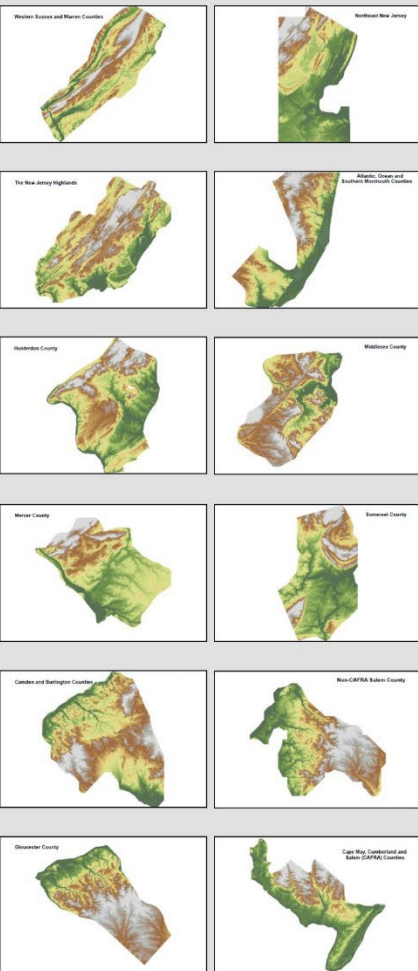 Western Sussex and Warren Counties
Northeast New Jersey
The New Jersey Highlands
Atlantic, Ocean and
Southern Monmouth Counties
Hunterdon County
Middlesex County
Mercer County
Somerset County
Camden and Burlington Counties
Non-CAFRA Salem County
Gloucester County
Cape May, Cumberland and
Salem (CAFRA) Counties